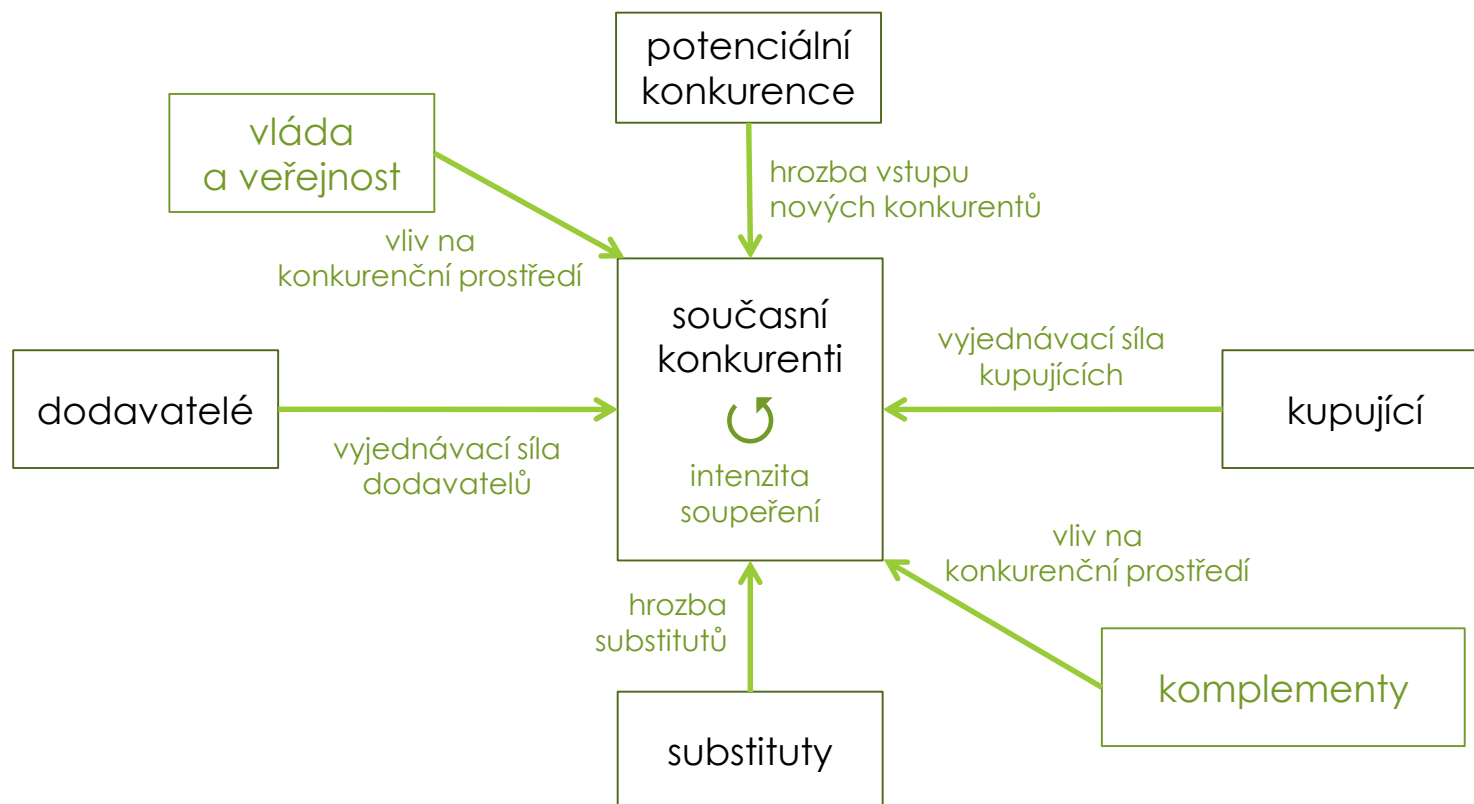 potenciální
konkurence
vláda
a veřejnost
hrozba vstupu
nových konkurentů
vliv na
konkurenční prostředí
současní
konkurenti
intenzita
soupeření
dodavatelé
vyjednávací síla
dodavatelů
vyjednávací síla
kupujících
kupující
vliv na
konkurenční prostředí
hrozba
substitutů
komplementy
substituty